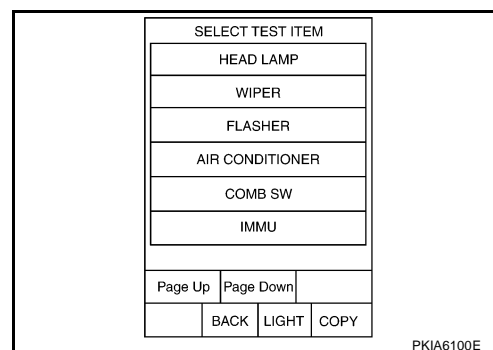 SELECT TEST ITEM
HEAD LAMP
WIPER
FLASHER
AIR CONDITIONER
COMB SW
IMMU
Page Up Page Down
BACK LIGHT COPY
PKIA6100E